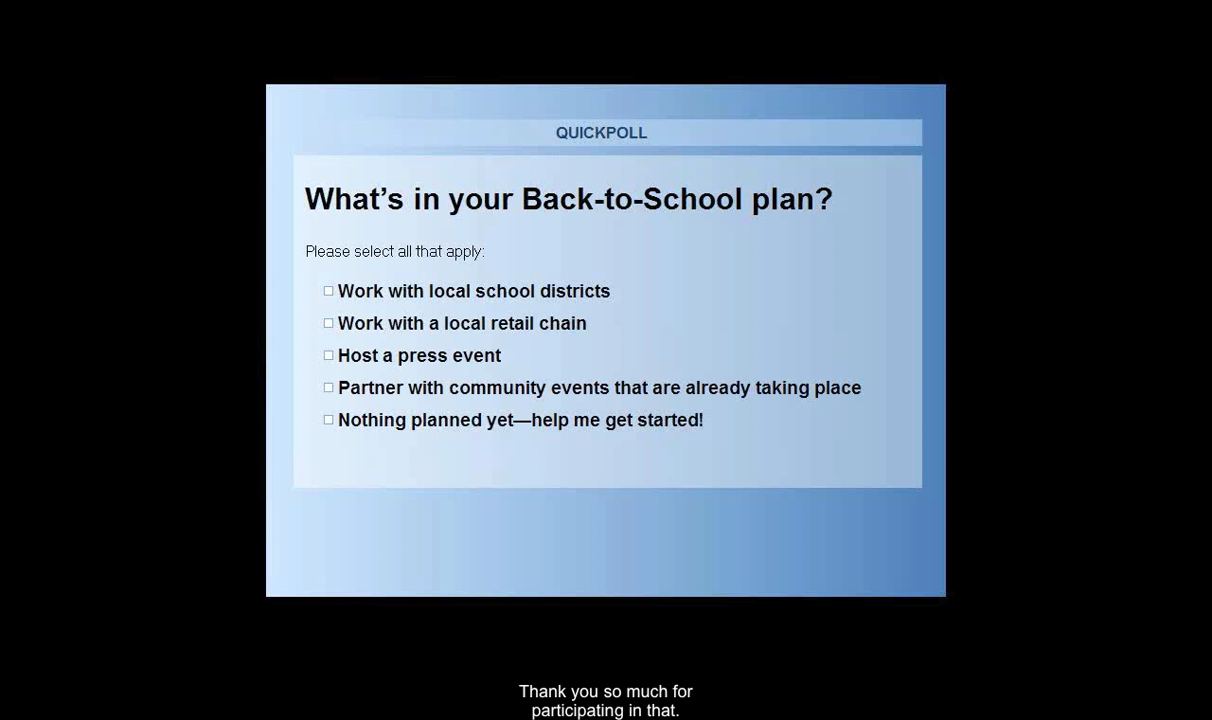 QUICKPOLL
What’s in your Back-to-School plan?
Please select all that apply:
Work with local school districts
Work with a local retail chain
Host a press event
Partner with community events that are already taking place
Nothing planned yet—help me get started!
Thank you so much for
participating in that.